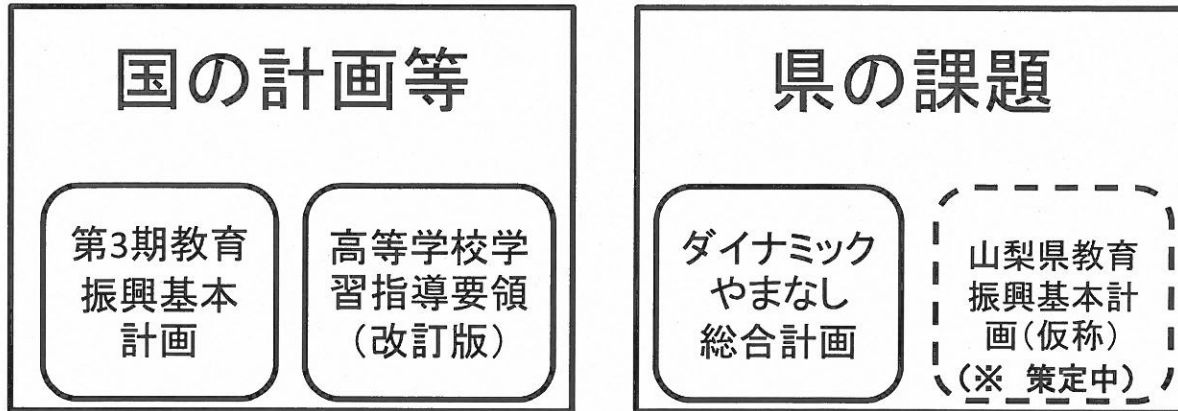 国の計画等
第3期教育
振興基本
計画
高等学校学
習指導要領
(改訂版)
県の課題
ダイナミック
やまなし
総合計画
山梨県教育
振興基本計
画(仮称)
(※ 策定中)